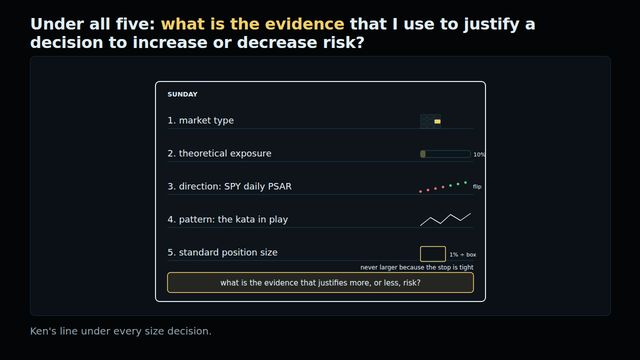 Under all five: what is the evidence that I use to justify a
decision to increase or decrease risk?
SUNDAY
1. market type
2. theoretical exposure
10%
3. direction: SPY daily PSAR
flip
4. pattern: the kata in play
5. standard position size
1% ÷ box
never larger because the stop is tight
what is the evidence that justifies more, or less, risk?
Ken's line under every size decision.